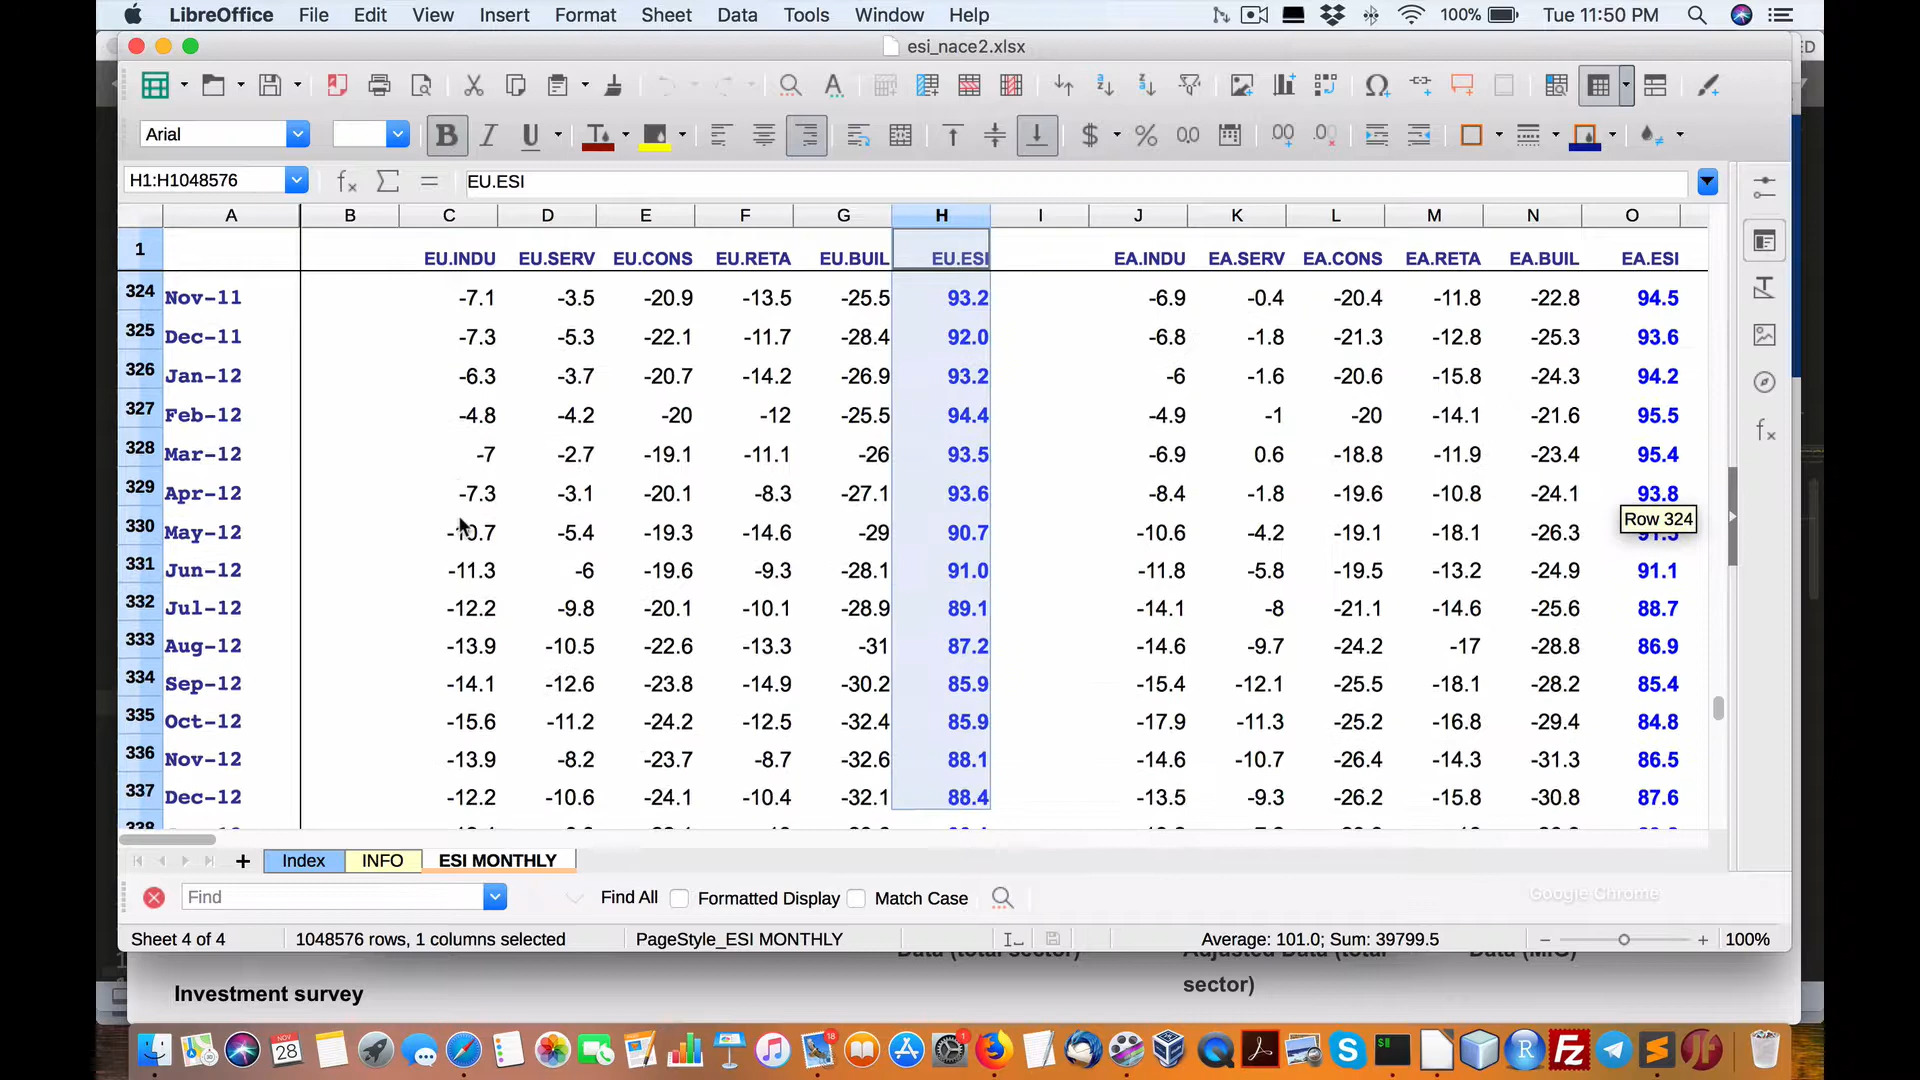 LibreOffice File Edit View Insert Format Sheet Data Tools Window Help 100% Tue 11:50 PM
esi_nace2.xlsx
Arial
H1:H1048576 EU.ESI
A B C D E F G H I J K L M N O
1 EU.INDU EU.SERV EU.CONS EU.RETA EU.BUIL EU.ESI EA.INDU EA.SERV EA.CONS EA.RETA EA.BUIL EA.ESI
324 Nov-11 -7.1 -3.5 -20.9 -13.5 -25.5 93.2 -6.9 -0.4 -20.4 -11.8 -22.8 94.5
325 Dec-11 -7.3 -5.3 -22.1 -11.7 -28.4 92.0 -6.8 -1.8 -21.3 -12.8 -25.3 93.6
326 Jan-12 -6.3 -3.7 -20.7 -14.2 -26.9 93.2 -6 -1.6 -20.6 -15.8 -24.3 94.2
327 Feb-12 -4.8 -4.2 -20 -12 -25.5 94.4 -4.9 -1 -20 -14.1 -21.6 95.5
328 Mar-12 -7 -2.7 -19.1 -11.1 -26 93.5 -6.9 0.6 -18.8 -11.9 -23.4 95.4
329 Apr-12 -7.3 -3.1 -20.1 -8.3 -27.1 93.6 -8.4 -1.8 -19.6 -10.8 -24.1 93.8
Row 324
330 May-12 -10.7 -5.4 -19.3 -14.6 -29 90.7 -10.6 -4.2 -19.1 -18.1 -26.3
331 Jun-12 -11.3 -6 -19.6 -9.3 -28.1 91.0 -11.8 -5.8 -19.5 -13.2 -24.9 91.1
332 Jul-12 -12.2 -9.8 -20.1 -10.1 -28.9 89.1 -14.1 -8 -21.1 -14.6 -25.6 88.7
333 Aug-12 -13.9 -10.5 -22.6 -13.3 -31 87.2 -14.6 -9.7 -24.2 -17 -28.8 86.9
334 Sep-12 -14.1 -12.6 -23.8 -14.9 -30.2 85.9 -15.4 -12.1 -25.5 -18.1 -28.2 85.4
335 Oct-12 -15.6 -11.2 -24.2 -12.5 -32.4 85.9 -17.9 -11.3 -25.2 -16.8 -29.4 84.8
336 Nov-12 -13.9 -8.2 -23.7 -8.7 -32.6 88.1 -14.6 -10.7 -26.4 -14.3 -31.3 86.5
337 Dec-12 -12.2 -10.6 -24.1 -10.4 -32.1 88.4 -13.5 -9.3 -26.2 -15.8 -30.8 87.6
338
Index INFO ESI MONTHLY
Find Find All Formatted Display Match Case Google Chrome
Sheet 4 of 4 1048576 rows, 1 columns selected PageStyle_ESI MONTHLY Average: 101.0; Sum: 39799.5 100%
Data (total sector) Adjusted Data (total Data (MIG)
sector)
Investment survey
NOV
28
18
1